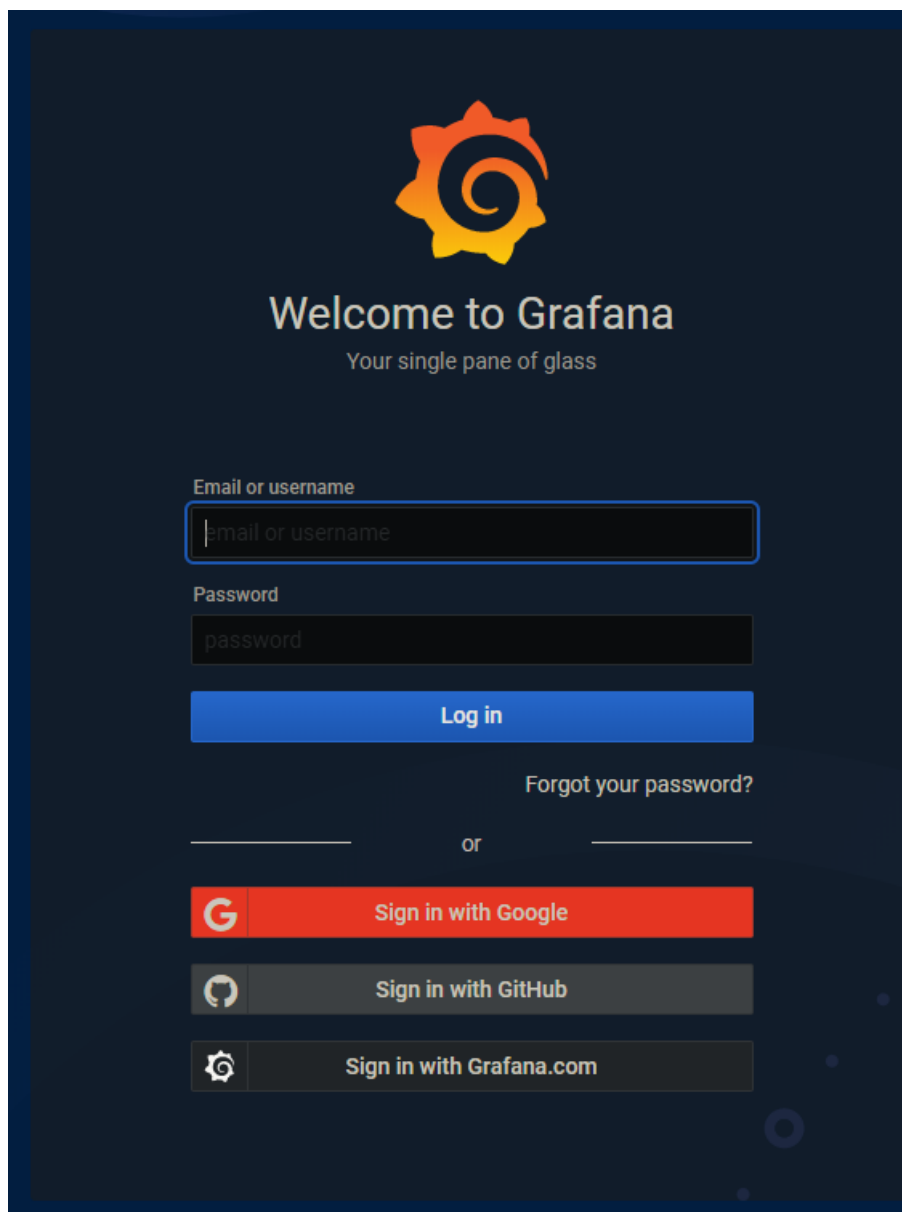 Welcome to Grafana
Your single pane of glass
Email or username
email or username
Password
password
Log in
Forgot your password?
or
Sign in with Google
Sign in with GitHub
Sign in with Grafana.com